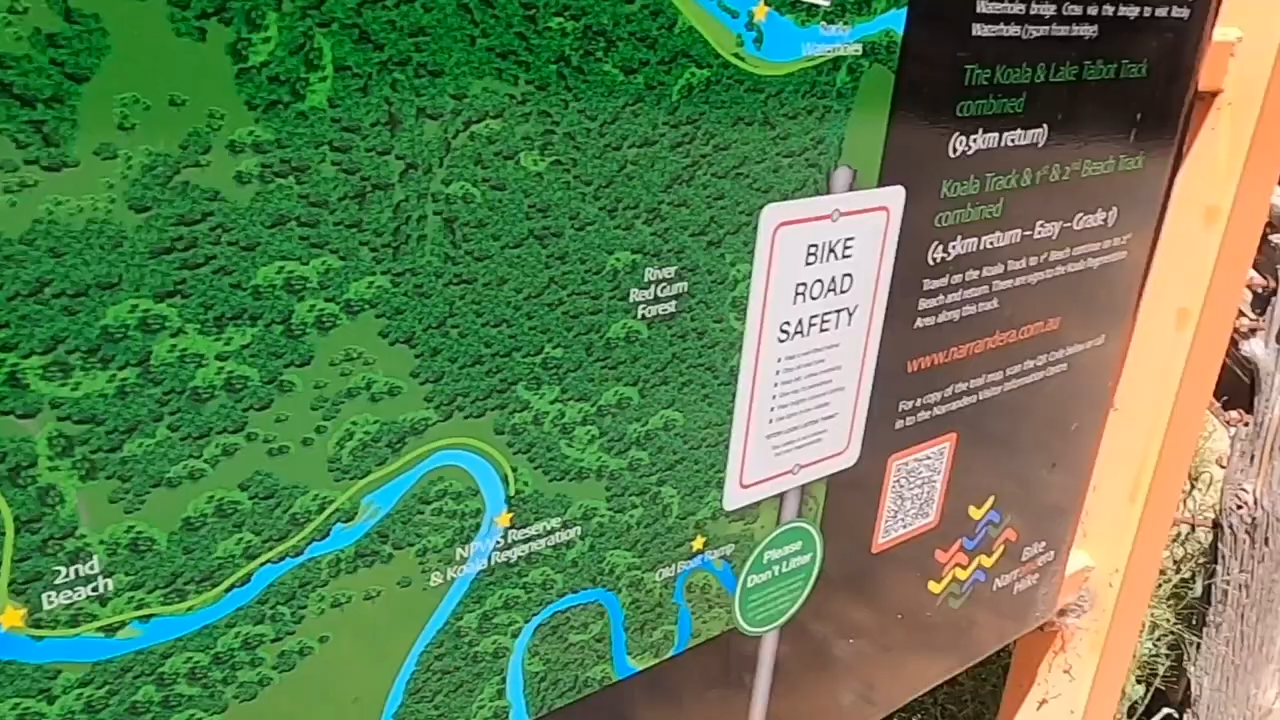 Waterholes bridge. Cross via the bridge to visit Rocky
Waterholes (750m from bridge).
Rocky
Waterholes
The Koala & Lake Talbot Track
combined
(9.5km return)
Koala Track & 1st & 2nd Beach Track
combined
(4.5km return – Easy – Grade 1)
Travel on the Koala Track to 1st Beach continue on to 2nd
Beach and return. There are signs to the Koala Regeneration
Area along this track.
www.narrandera.com.au
For a copy of the trail map, scan the QR Code below or call
in to the Narrandera Visitor Information Centre.
Bike
Narrandera
Hike
BIKE
ROAD
SAFETY
Please
Don't Litter
River
Red Gum
Forest
NPWS Reserve
& Koala Regeneration
Old Boat Ramp
2nd
Beach